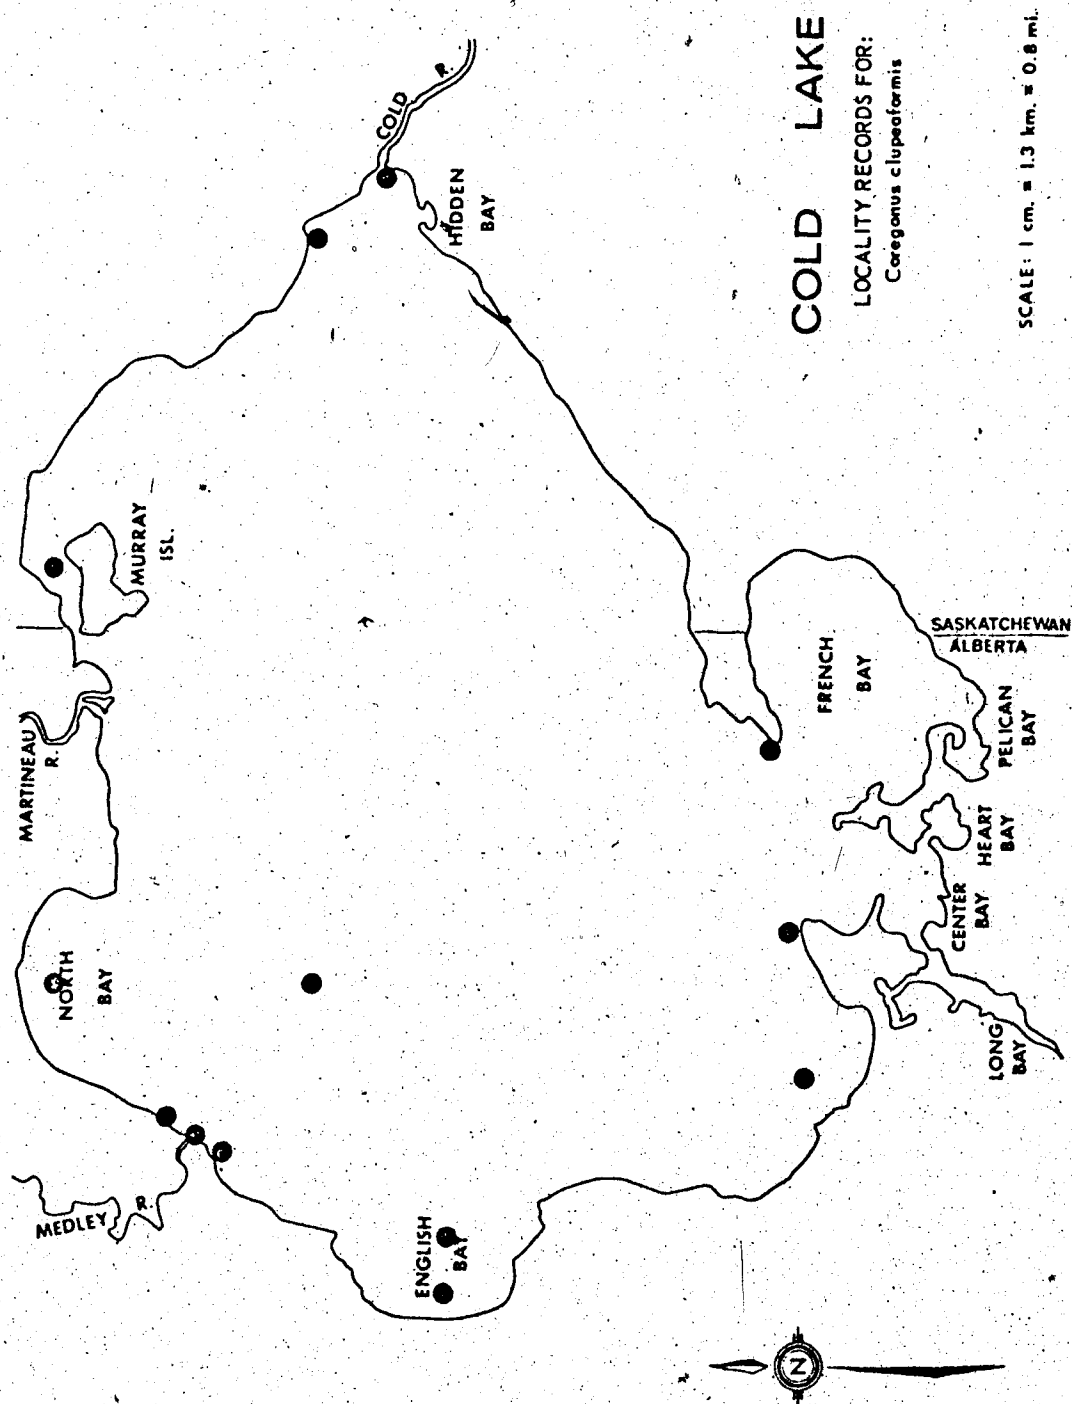 COLD LAKE
LOCALITY RECORDS FOR:
Coregonus clupeaformis
SCALE: 1 cm. = 1.3 km. = 0.8 mi.
MEDLEY R.
NORTH
BAY
MARTINEAU
R.
MURRAY
ISL.
COLD R.
HIDDEN
BAY
ENGLISH
BAY
FRENCH
BAY
SASKATCHEWAN
ALBERTA
PELICAN
BAY
HEART
BAY
CENTER
BAY
LONG
BAY
N